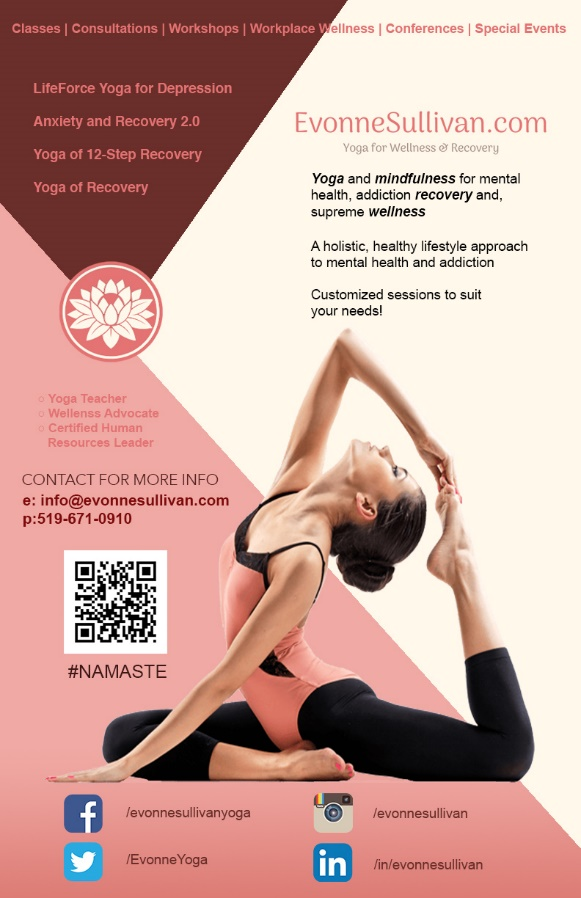 Classes | Consultations | Workshops | Workplace Wellness | Conferences | Special Events
LifeForce Yoga for Depression
Anxiety and Recovery 2.0
Yoga of 12-Step Recovery
Yoga of Recovery
EvonneSullivan.com
Yoga for Wellness & Recovery
Yoga and mindfulness for mental
health, addiction recovery and,
supreme wellness
A holistic, healthy lifestyle approach
to mental health and addiction
Customized sessions to suit
your needs!
○ Yoga Teacher
○ Wellenss Advocate
○ Certified Human
Resources Leader
CONTACT FOR MORE INFO
e: info@evonnesullivan.com
p:519-671-0910
#NAMASTE
/evonnesullivanyoga
/evonnesullivan
/EvonneYoga
/in/evonnesullivan